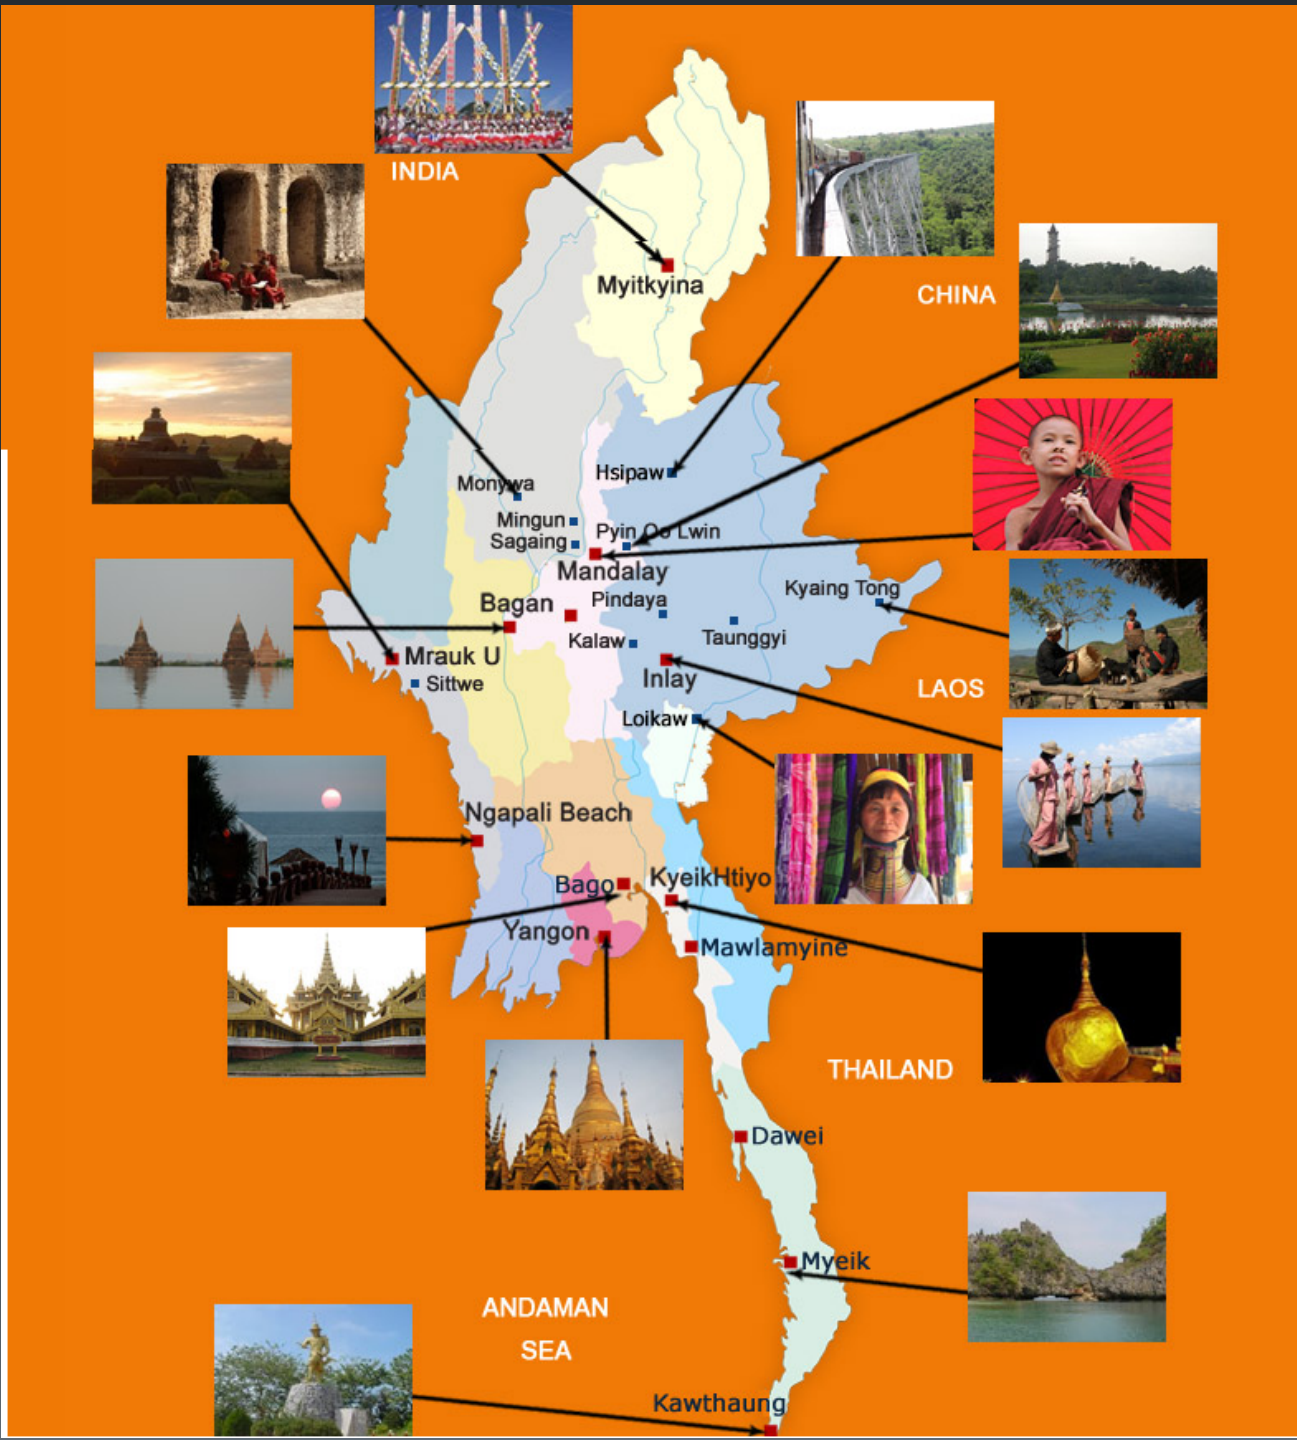 INDIA
Myitkyina
CHINA
Hsipaw
Monywa
Mingun
Pyin Oo Lwin
Sagaing
Mandalay
Kyaing Tong
Pindaya
Bagan
Taunggyi
Kalaw
Mrauk U
Inlay
Sittwe
LAOS
Loikaw
Ngapali Beach
KyeikHtiyo
Bago
Yangon
Mawlamyine
THAILAND
Dawei
Myeik
ANDAMAN
SEA
Kawthaung